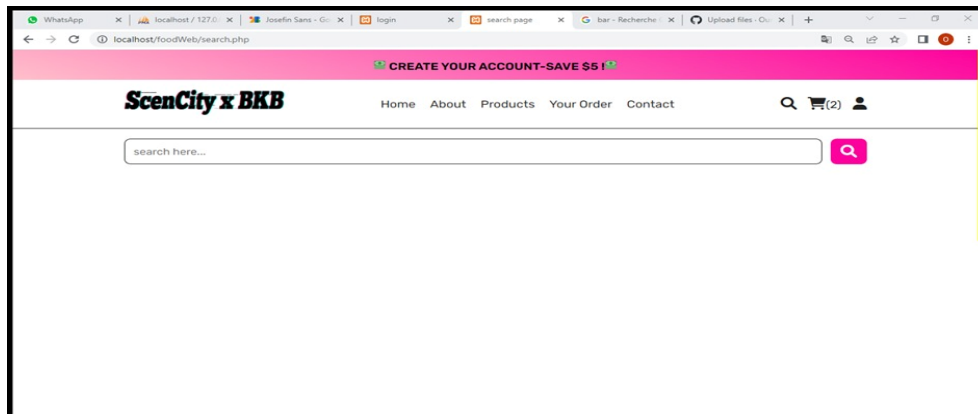 WhatsApp
localhost / 127.0.
Josefin Sans - Go
login
search page
bar - Recherche
Upload files · Ou
localhost/foodWeb/search.php
CREATE YOUR ACCOUNT-SAVE $5 !
ScenCity x BKB
Home About Products Your Order Contact
(2)
search here...